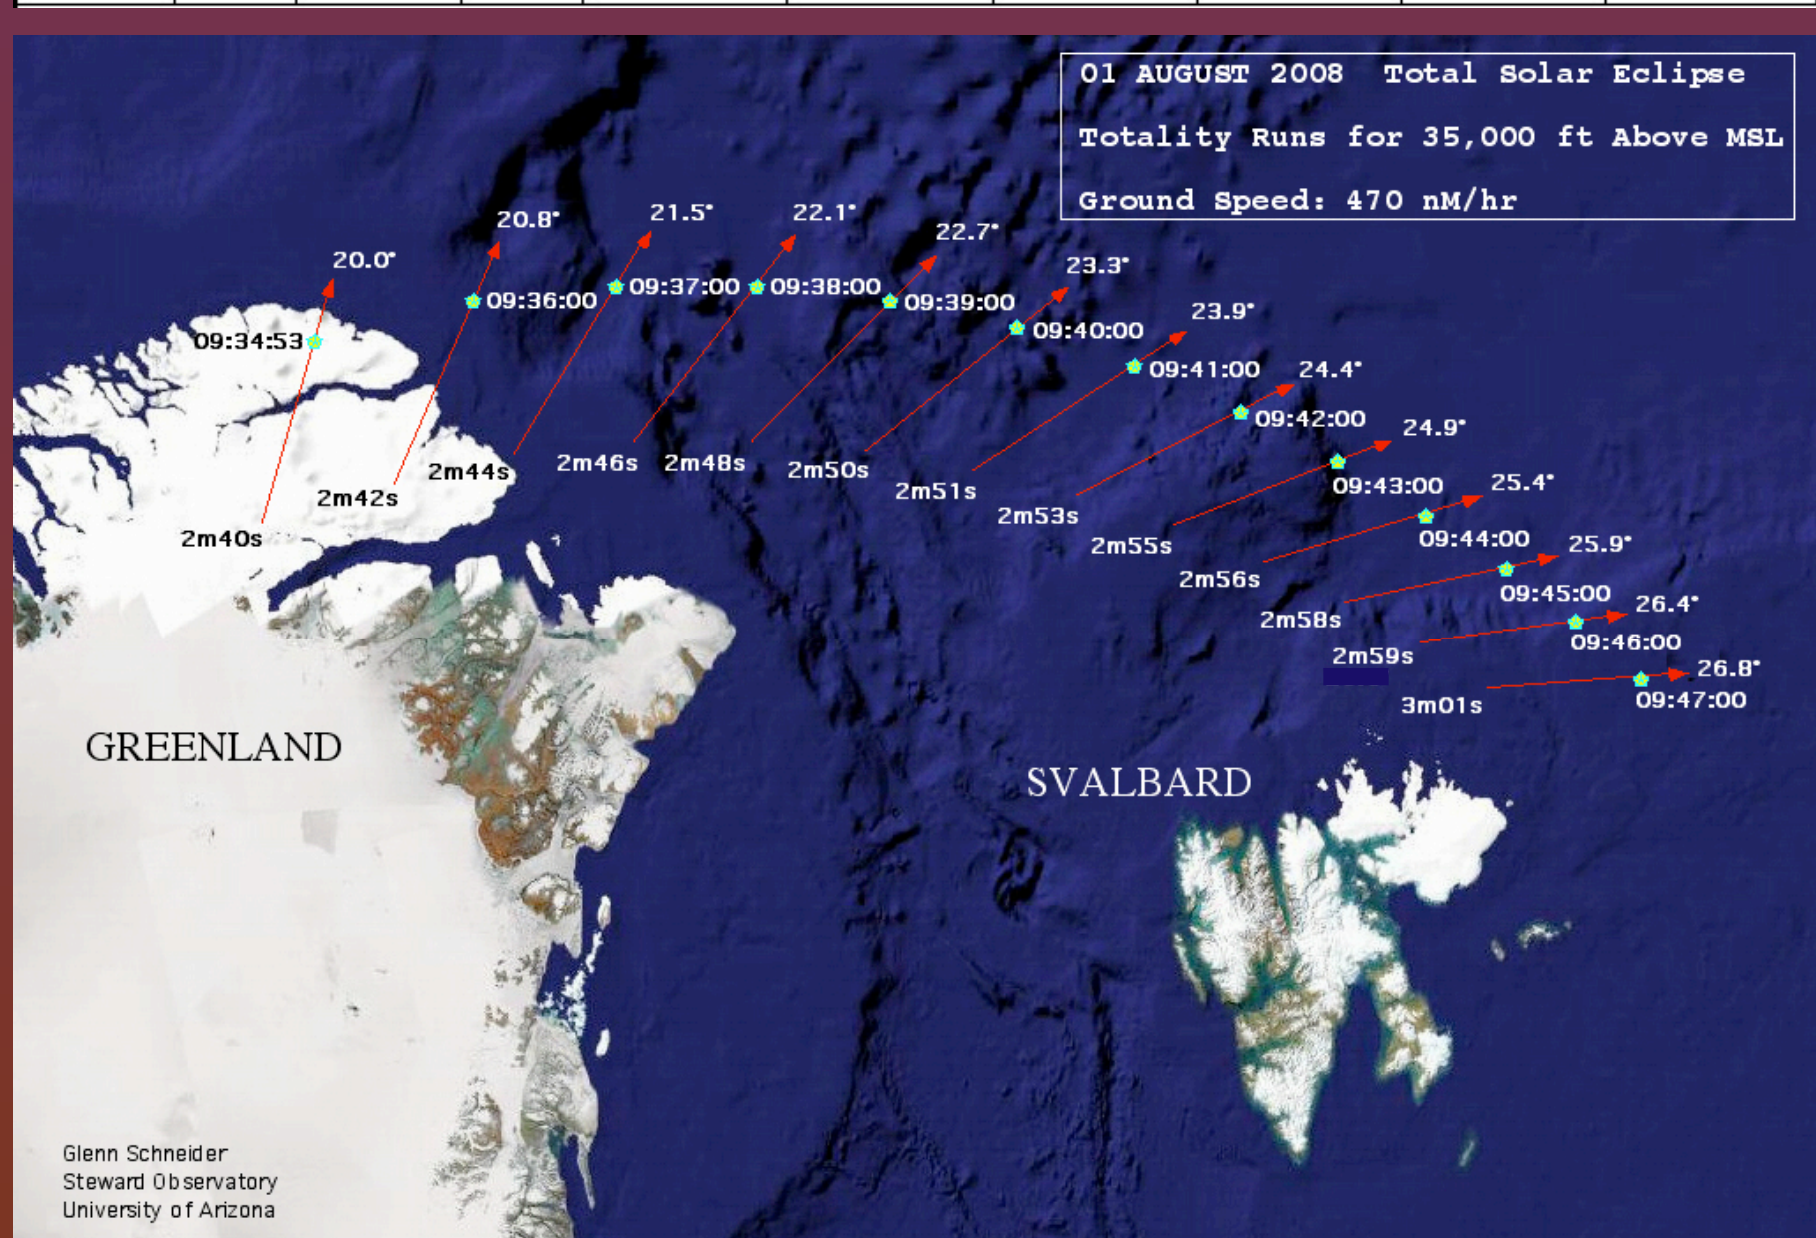 01 AUGUST 2008 Total Solar Eclipse
Totality Runs for 35,000 ft Above MSL
Ground Speed: 470 nM/hr
20.0°
09:34:53
2m40s
20.8°
09:36:00
2m42s
21.5°
09:37:00
2m44s
22.1°
09:38:00
2m46s
22.7°
09:39:00
2m48s
23.3°
09:40:00
2m50s
23.9°
09:41:00
2m51s
24.4°
09:42:00
2m53s
24.9°
09:43:00
2m55s
25.4°
09:44:00
2m56s
25.9°
09:45:00
2m58s
26.4°
09:46:00
2m59s
26.8°
09:47:00
3m01s
GREENLAND
SVALBARD
Glenn Schneider
Steward Observatory
University of Arizona